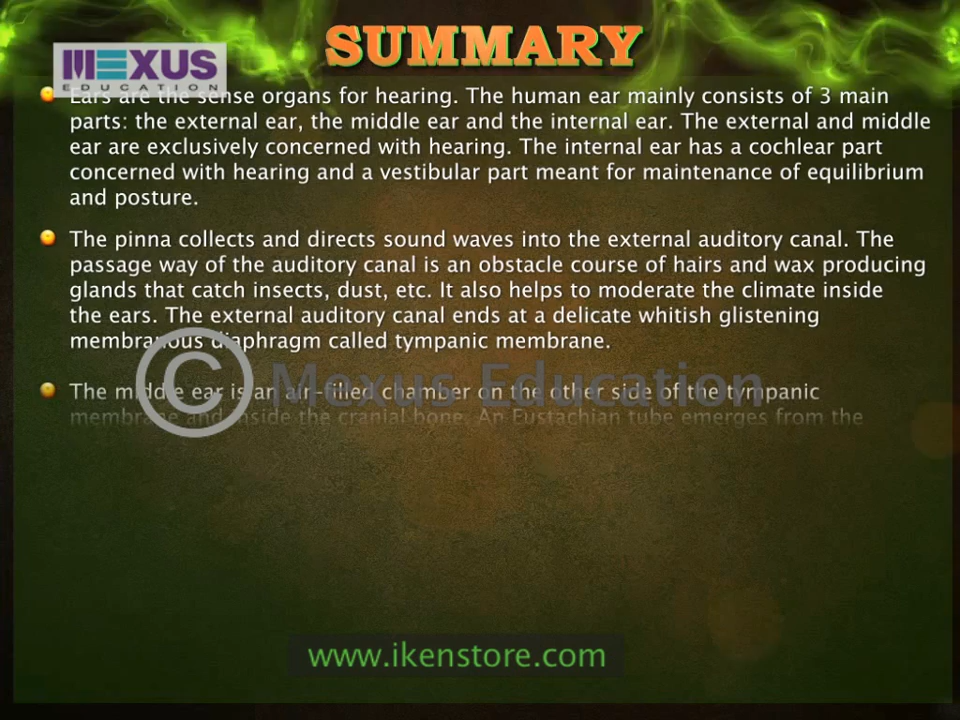 SUMMARY
MEXUS
EDUCATION
Ears are the sense organs for hearing. The human ear mainly consists of 3 main
parts: the external ear, the middle ear and the internal ear. The external and middle
ear are exclusively concerned with hearing. The internal ear has a cochlear part
concerned with hearing and a vestibular part meant for maintenance of equilibrium
and posture.
The pinna collects and directs sound waves into the external auditory canal. The
passage way of the auditory canal is an obstacle course of hairs and wax producing
glands that catch insects, dust, etc. It also helps to moderate the climate inside
the ears. The external auditory canal ends at a delicate whitish glistening
membranous diaphragm called tympanic membrane.
The middle ear is an air-filled chamber on the other side of the tympanic
© Mexus Education
membrane and inside the cranial bone. An Eustachian tube emerges from the
www.ikenstore.com